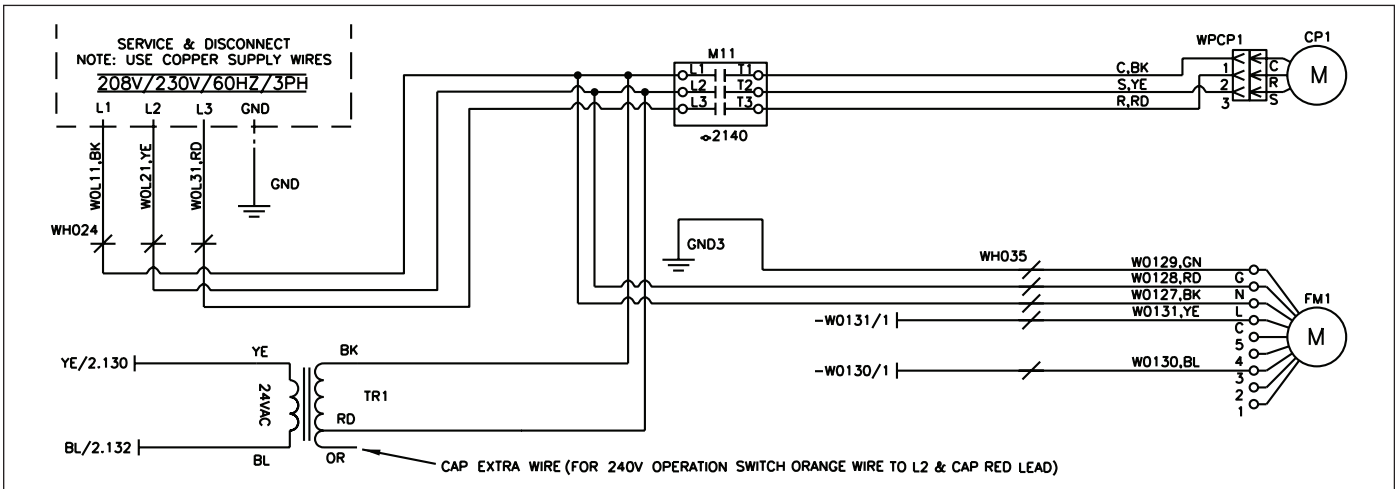 SERVICE & DISCONNECT
NOTE: USE COPPER SUPPLY WIRES
208V/230V/60HZ/3PH
L1 L2 L3 GND
W0L11,BK
W0L21,YE
W0L31,RD
GND
WH024
M11
L1 T1
L2 T2
L3 T3
2140
C,BK
S,YE
R,RD
WPCP1
1
2
3
C
R
S
CP1
M
GND3
WH035
W0129,GN
W0128,RD
W0127,BK
W0131,YE
W0130,BL
-W0131/1
-W0130/1
G
N
L
C
5
4
3
2
1
FM1
M
YE/2.130
YE
BK
24VAC
TR1
RD
BL/2.132
BL
OR
CAP EXTRA WIRE (FOR 240V OPERATION SWITCH ORANGE WIRE TO L2 & CAP RED LEAD)